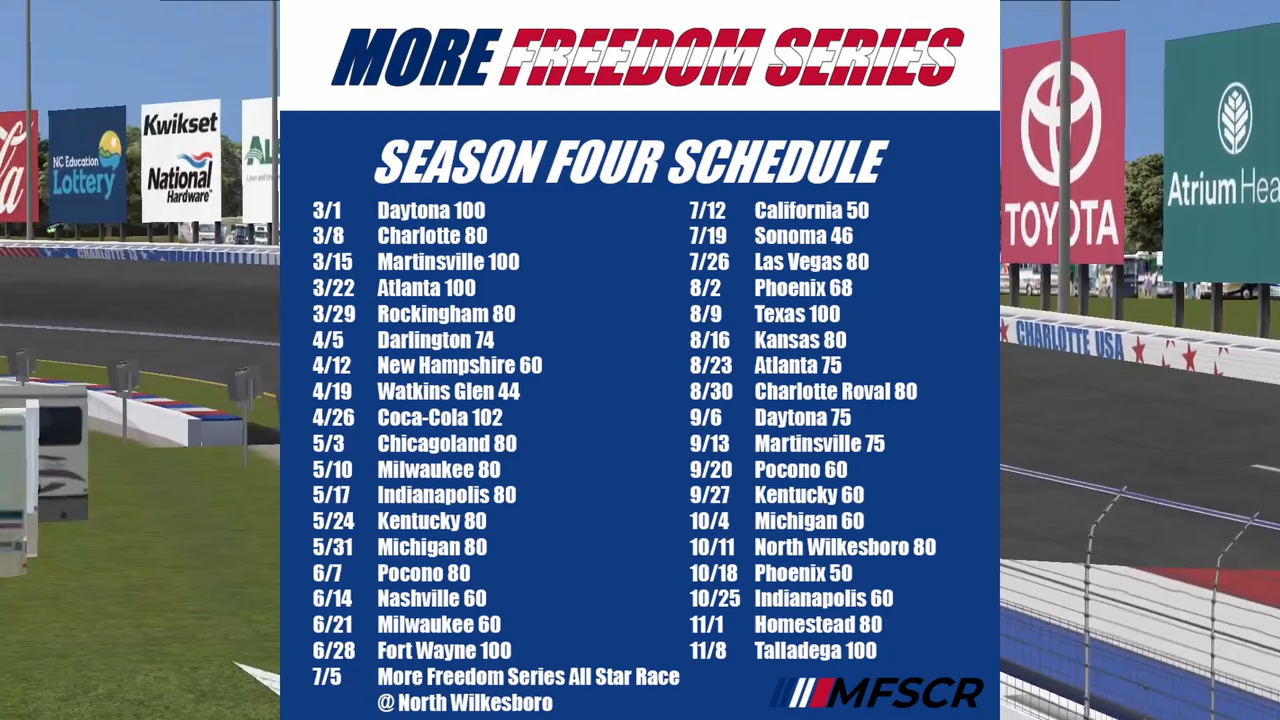 MORE FREEDOM SERIES
SEASON FOUR SCHEDULE
3/1 Daytona 100
3/8 Charlotte 80
3/15 Martinsville 100
3/22 Atlanta 100
3/29 Rockingham 80
4/5 Darlington 74
4/12 New Hampshire 60
4/19 Watkins Glen 44
4/26 Coca-Cola 102
5/3 Chicagoland 80
5/10 Milwaukee 80
5/17 Indianapolis 80
5/24 Kentucky 80
5/31 Michigan 80
6/7 Pocono 80
6/14 Nashville 60
6/21 Milwaukee 60
6/28 Fort Wayne 100
7/5 More Freedom Series All Star Race
@ North Wilkesboro
7/12 California 50
7/19 Sonoma 46
7/26 Las Vegas 80
8/2 Phoenix 68
8/9 Texas 100
8/16 Kansas 80
8/23 Atlanta 75
8/30 Charlotte Roval 80
9/6 Daytona 75
9/13 Martinsville 75
9/20 Pocono 60
9/27 Kentucky 60
10/4 Michigan 60
10/11 North Wilkesboro 80
10/18 Phoenix 50
10/25 Indianapolis 60
11/1 Homestead 80
11/8 Talladega 100
MFSCR
NC Education
Lottery
Kwikset
National
Hardware
TOYOTA
Atrium Hea
CHARLOTTE USA